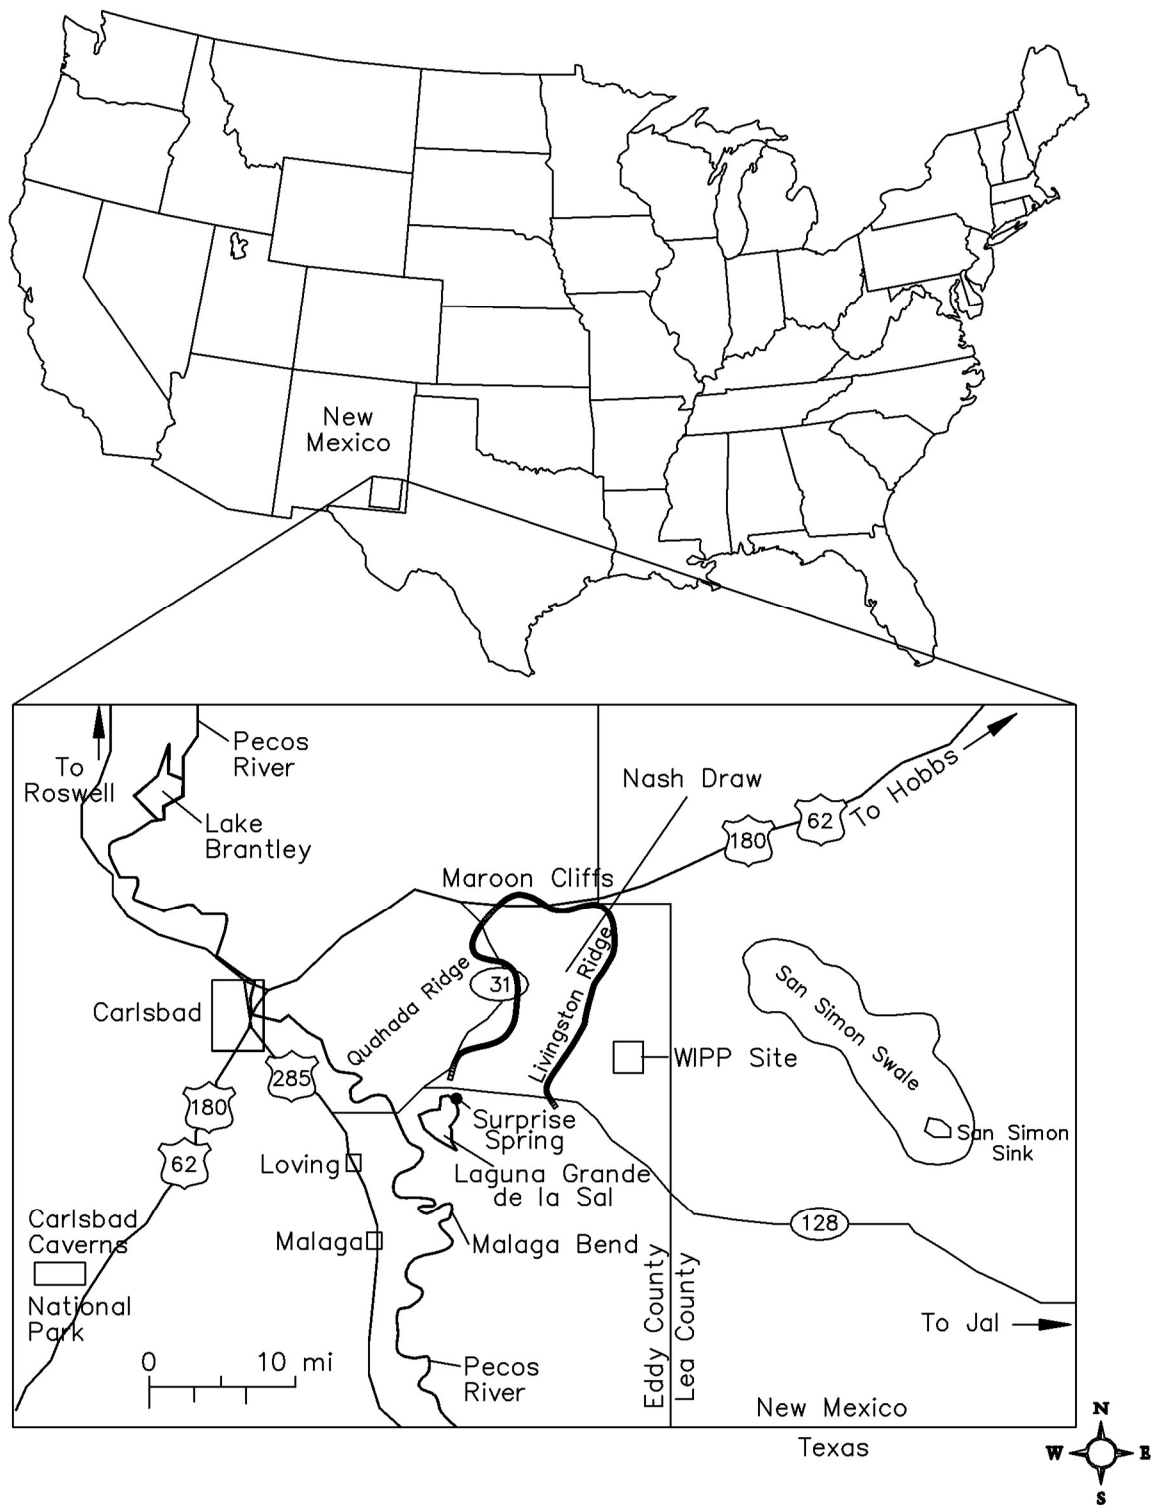 New
Mexico
Pecos
River
To
Roswell
Nash Draw
Lake
Brantley
To Hobbs
62
180
Maroon Cliffs
Quahada Ridge
31
Livingston Ridge
San Simon Swale
Carlsbad
WIPP Site
285
180
Surprise
Spring
San Simon
Sink
62
Loving
Laguna Grande
de la Sal
Carlsbad
Caverns
National
Park
128
Malaga
Malaga Bend
Eddy County
Lea County
To Jal
0 10 mi
Pecos
River
New Mexico
Texas
N
W E
S